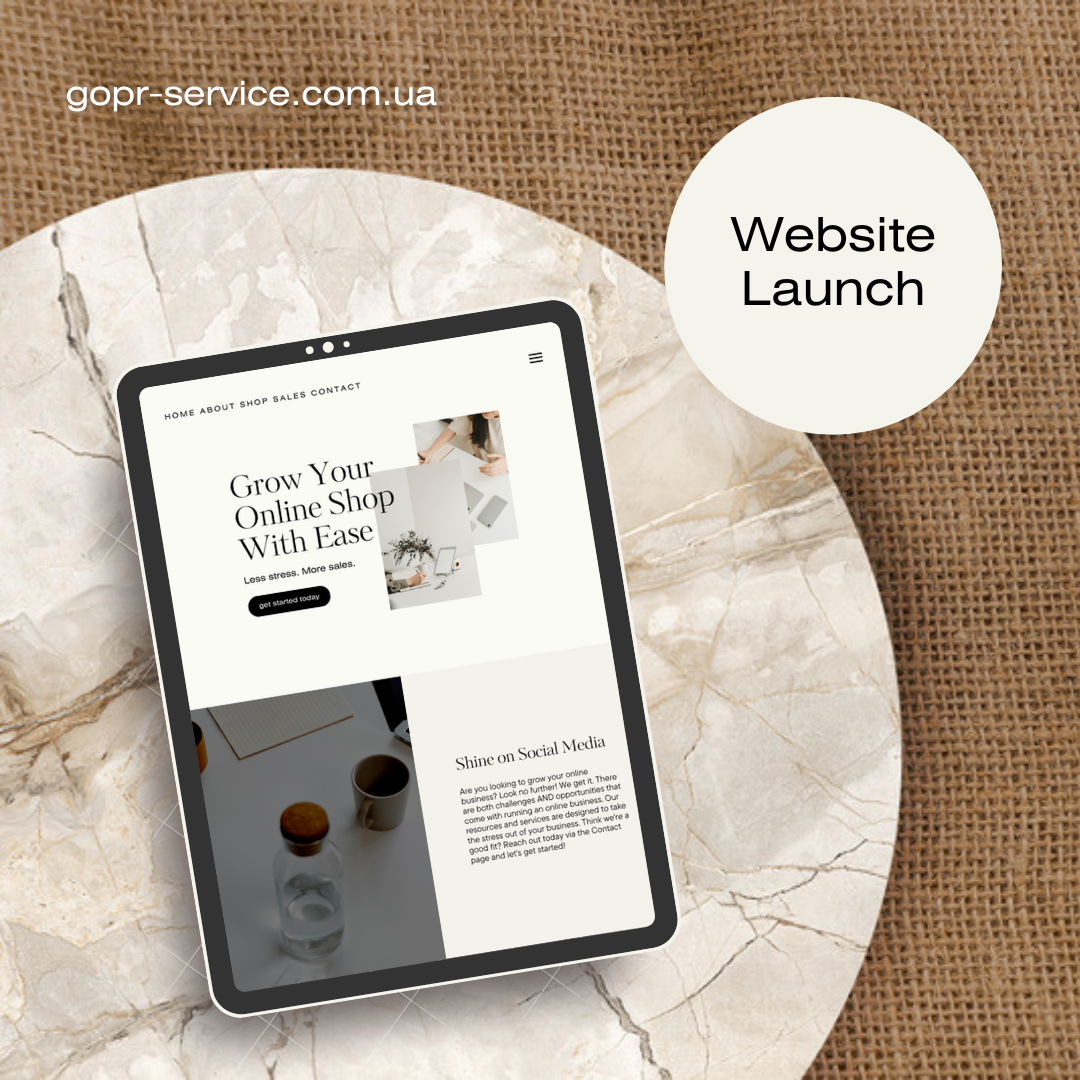 gopr-service.com.ua
Website
Launch
HOME ABOUT SHOP SALES CONTACT
Grow Your
Online Shop
With Ease
Less stress. More sales.
get started today
Shine on Social Media
Are you looking to grow your online
business? Look no further! We get it. There
are both challenges AND opportunities that
come with running an online business. Our
resources and services are designed to take
the stress out of your business. Think we're a
good fit? Reach out today via the Contact
page and let's get started!